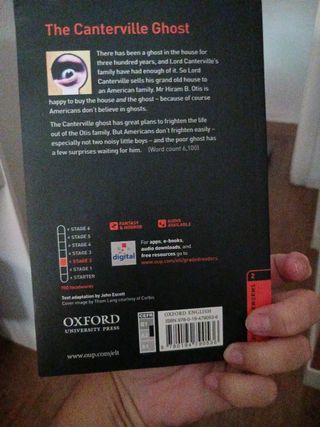 The Canterville Ghost
There has been a ghost in the house for
three hundred years, and Lord Canterville's
family have had enough of it. So Lord
Canterville sells his grand old house to
an American family. Mr Hiram B. Otis is
happy to buy the house and the ghost – because of course
Americans don't believe in ghosts.
The Canterville ghost has great plans to frighten the life
out of the Otis family. But Americans don't frighten easily –
especially not two noisy little boys – and the poor ghost has
a few surprises waiting for him. (Word count 6,100)
STAGE 6
STAGE 5
STAGE 4
STAGE 3
STAGE 2
STAGE 1
STARTER
700 headwords
FANTASY
& HORROR
AUDIO
AVAILABLE
digital
For apps, e-books,
audio downloads, and
free resources go to
www.oup.com/elt/gradedreaders
Text adaptation by John Escott
Cover image by Thom Lang courtesy of Corbis
OXFORD
UNIVERSITY PRESS
www.oup.com/elt
CEFR
OXFORD ENGLISH
2